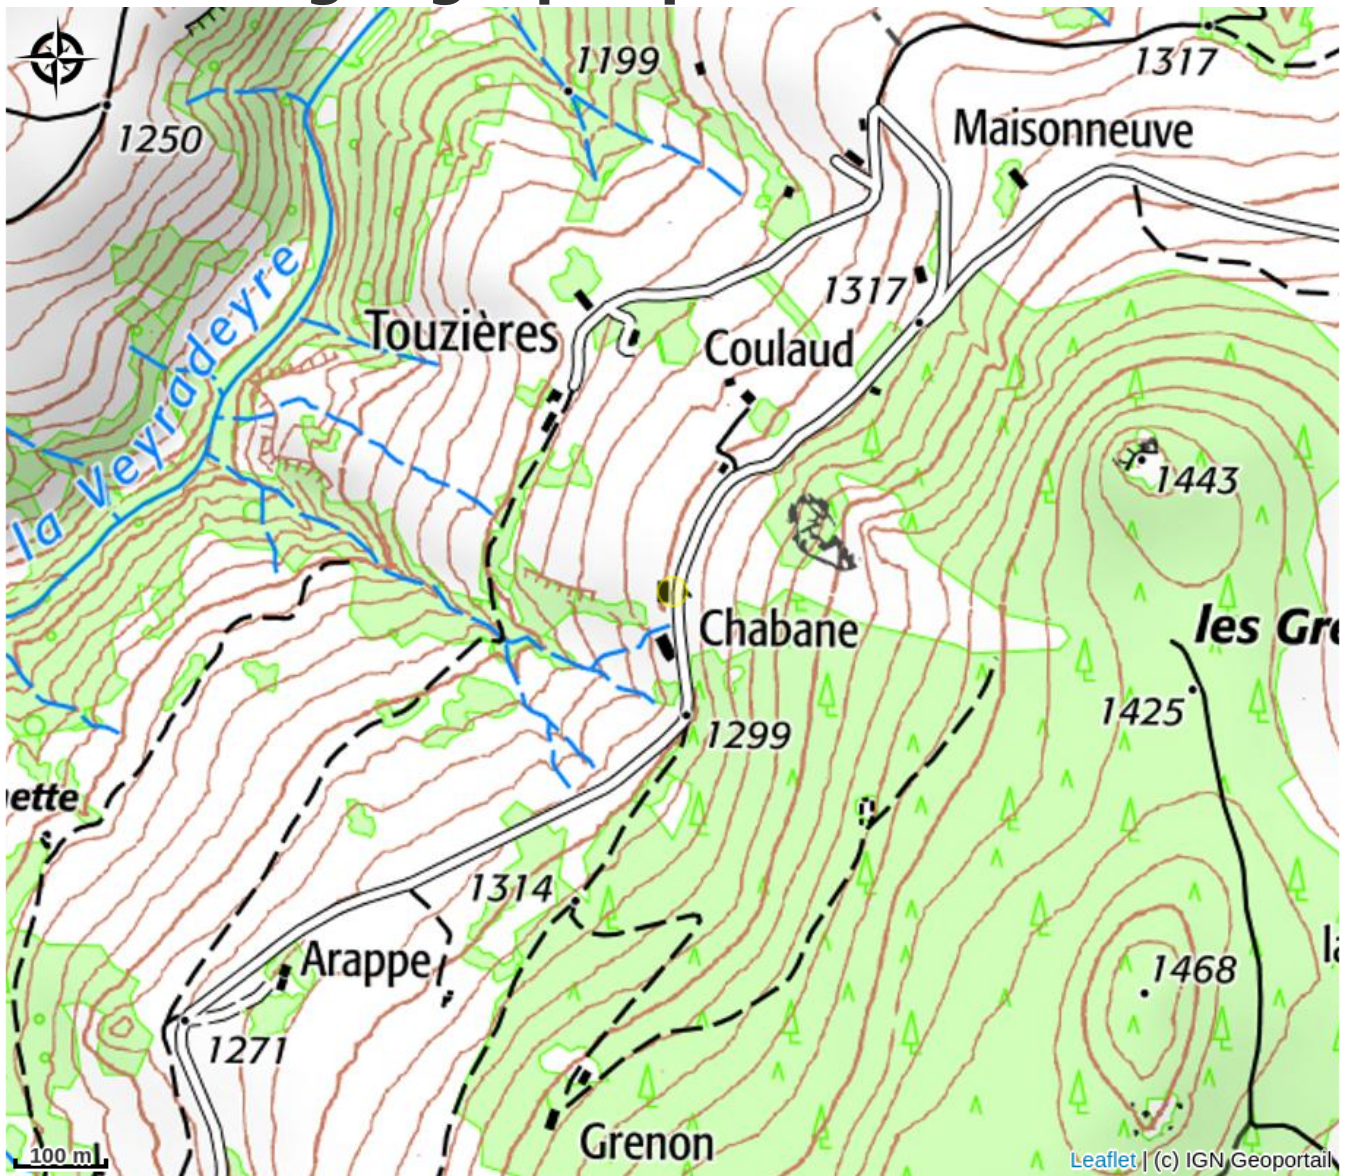 1199
1317
1250
Maisonneuve
la Veyradeyre
1317
Touzières
Coulaud
1443
Chabane
les Gre
1425
1299
ette
1314
Arappe
1468
la
1271
Grenon
100 m
Leaflet | (c) IGN Geoportail